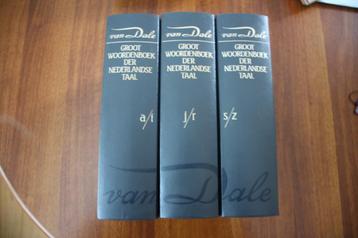 van Dale
GROOT
WOORDENBOEK
DER
NEDERLANDSE
TAAL
a/i
van Dale
GROOT
WOORDENBOEK
DER
NEDERLANDSE
TAAL
j/r
van Dale
GROOT
WOORDENBOEK
DER
NEDERLANDSE
TAAL
s/z
van Dale